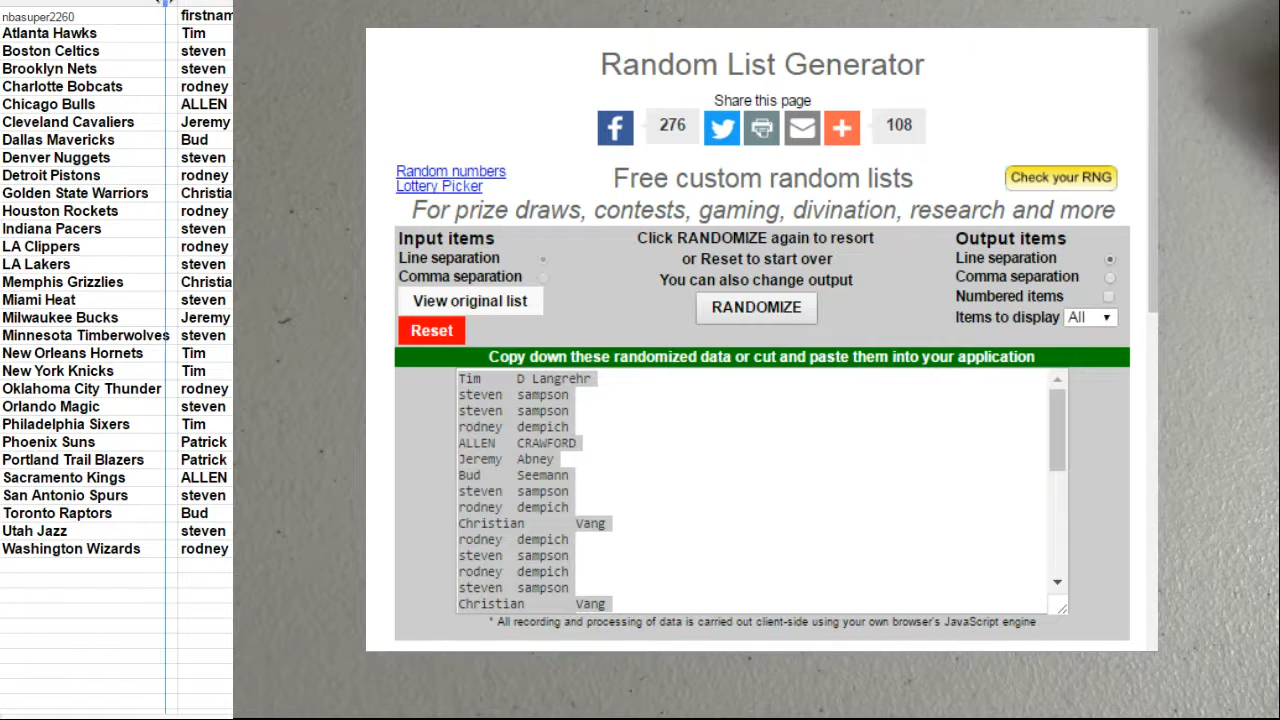 nbasuper2260 firstnam
Atlanta Hawks Tim
Boston Celtics steven
Brooklyn Nets steven
Charlotte Bobcats rodney
Chicago Bulls ALLEN
Cleveland Cavaliers Jeremy
Dallas Mavericks Bud
Denver Nuggets steven
Detroit Pistons rodney
Golden State Warriors Christia
Houston Rockets rodney
Indiana Pacers steven
LA Clippers rodney
LA Lakers steven
Memphis Grizzlies Christia
Miami Heat steven
Milwaukee Bucks Jeremy
Minnesota Timberwolves steven
New Orleans Hornets Tim
New York Knicks Tim
Oklahoma City Thunder rodney
Orlando Magic steven
Philadelphia Sixers Tim
Phoenix Suns Patrick
Portland Trail Blazers Patrick
Sacramento Kings ALLEN
San Antonio Spurs steven
Toronto Raptors Bud
Utah Jazz steven
Washington Wizards rodney
Random List Generator
Share this page
276 108
Random numbers
Lottery Picker
Free custom random lists
Check your RNG
For prize draws, contests, gaming, divination, research and more
Input items
Line separation
Comma separation
View original list
Reset
Click RANDOMIZE again to resort
or Reset to start over
You can also change output
RANDOMIZE
Output items
Line separation
Comma separation
Numbered items
Items to display All
Copy down these randomized data or cut and paste them into your application
Tim D Langrehr
steven sampson
steven sampson
rodney dempich
ALLEN CRAWFORD
Jeremy Abney
Bud Seemann
steven sampson
rodney dempich
Christian Vang
rodney dempich
steven sampson
rodney dempich
steven sampson
Christian Vang
* All recording and processing of data is carried out client-side using your own browser's JavaScript engine